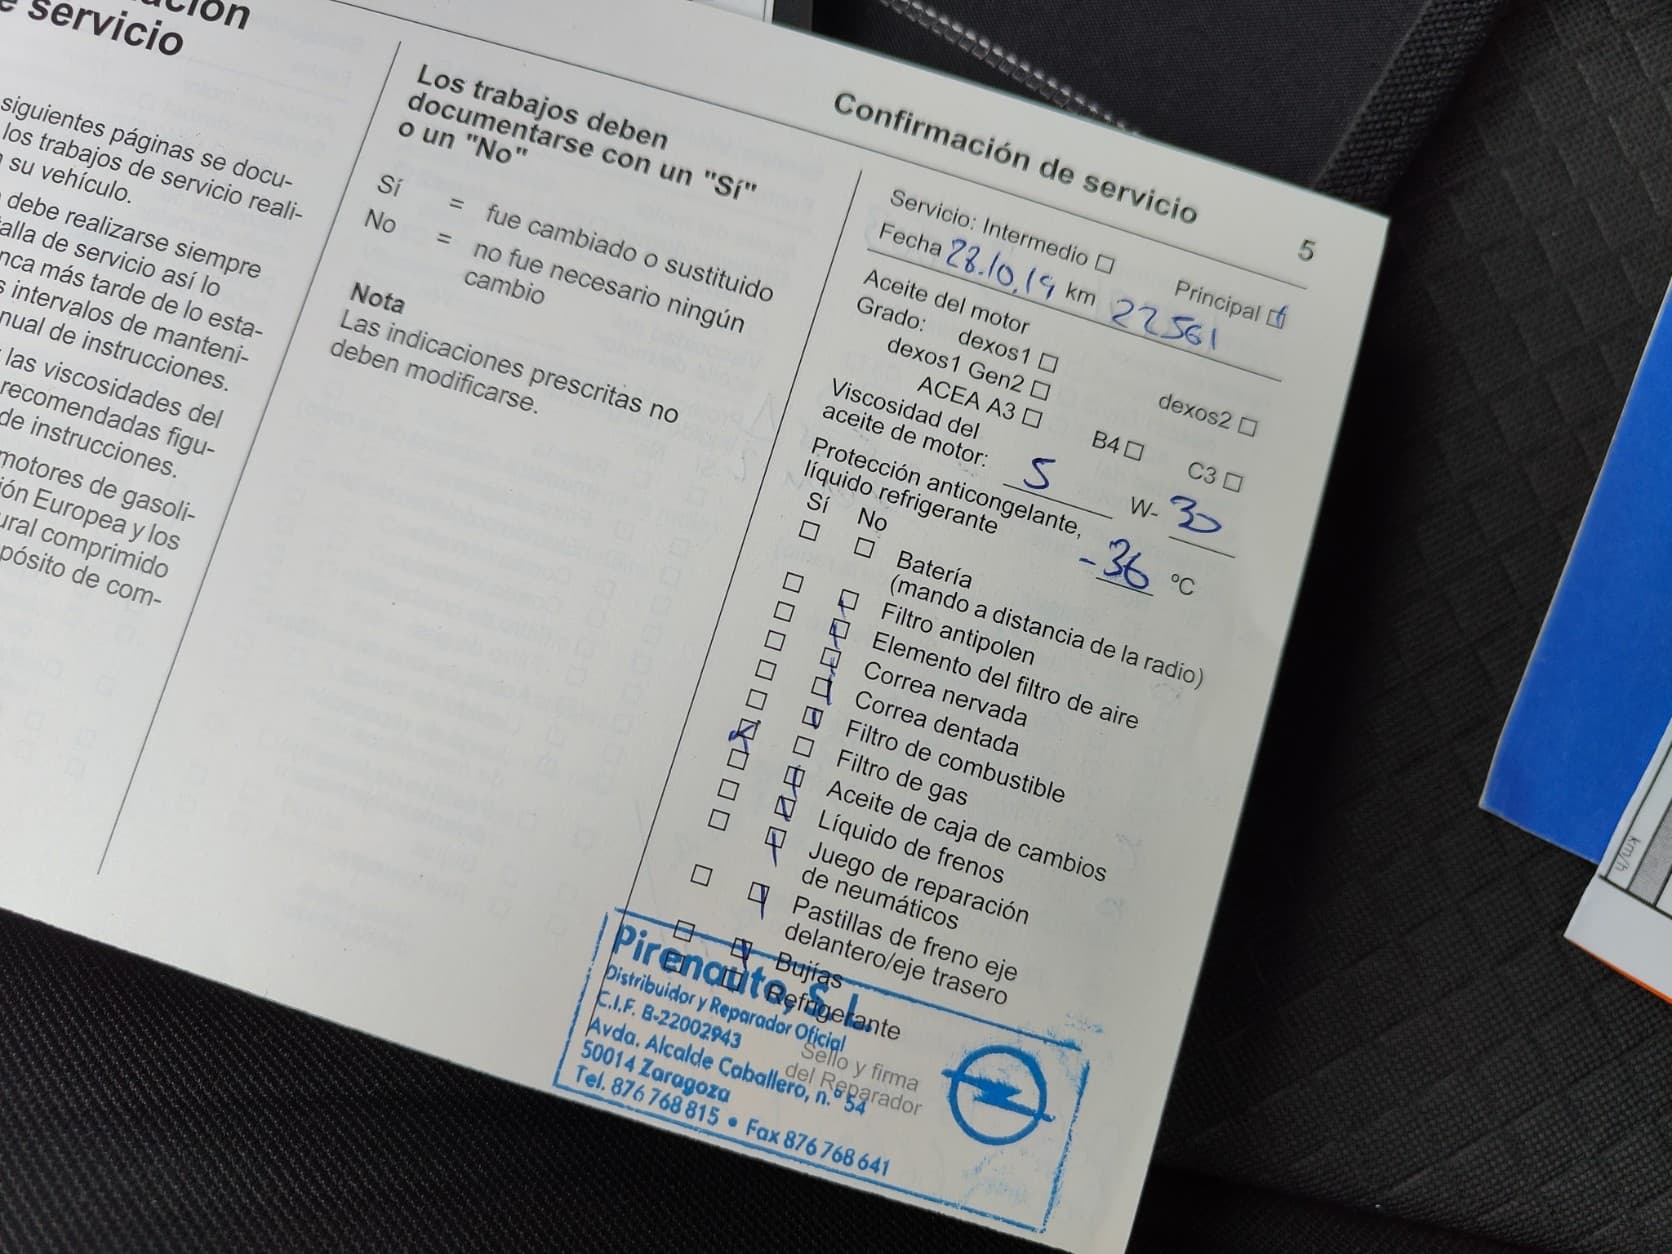 servicio
siguientes páginas se docu-
los trabajos de servicio reali-
su vehículo.
debe realizarse siempre
talla de servicio así lo
nca más tarde de lo esta-
s intervalos de manteni-
nual de instrucciones.
las viscosidades del
recomendadas figu-
de instrucciones.
motores de gasoli-
ión Europea y los
ural comprimido
pósito de com-
Los trabajos deben
documentarse con un "Sí"
o un "No"
Sí = fue cambiado o sustituido
No = no fue necesario ningún
cambio
Nota
Las indicaciones prescritas no
deben modificarse.
Confirmación de servicio
5
Servicio: Intermedio Principal
Fecha 28.10.19 km 22561
Aceite del motor
Grado: dexos1 dexos2
dexos1 Gen2
ACEA A3 B4 C3
Viscosidad del
aceite de motor: 5 W- 30
Protección anticongelante,
líquido refrigerante -36 ºC
Sí No
Batería
(mando a distancia de la radio)
Filtro antipolen
Elemento del filtro de aire
Correa nervada
Correa dentada
Filtro de combustible
Filtro de gas
Aceite de caja de cambios
Líquido de frenos
Juego de reparación
de neumáticos
Pastillas de freno eje
delantero/eje trasero
Bujías
Refrigerante
Sello y firma
del Reparador
Pirenauto, S. L.
Distribuidor y Reparador Oficial
C.I.F. B-22002943
Avda. Alcalde Caballero, n.º 54
50014 Zaragoza
Tel. 876 768 815 • Fax 876 768 641
km/h